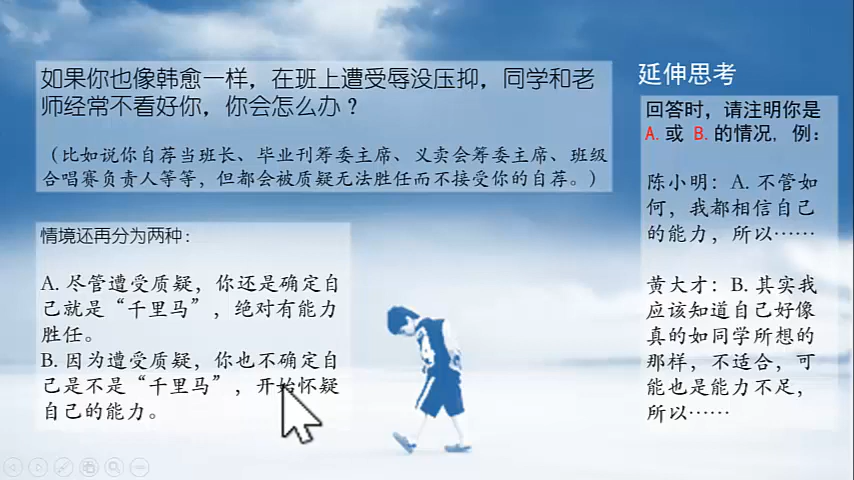 如果你也像韩愈一样，在班上遭受辱没压抑，同学和老
师经常不看好你，你会怎么办？
（比如说你自荐当班长、毕业刊筹委主席、义卖会筹委主席、班级
合唱赛负责人等等，但都会被质疑无法胜任而不接受你的自荐。）
情境还再分为两种：
A. 尽管遭受质疑，你还是确定自
己就是“千里马”，绝对有能力
胜任。
B. 因为遭受质疑，你也不确定自
己是不是“千里马”，开始怀疑
自己的能力。
延伸思考
回答时，请注明你是
A.或 B.的情况，例：
陈小明：A. 不管如
何，我都相信自己
的能力，所以……
黄大才：B. 其实我
应该知道自己好像
真的如同学所想的
那样，不适合，可
能也是能力不足，
所以……